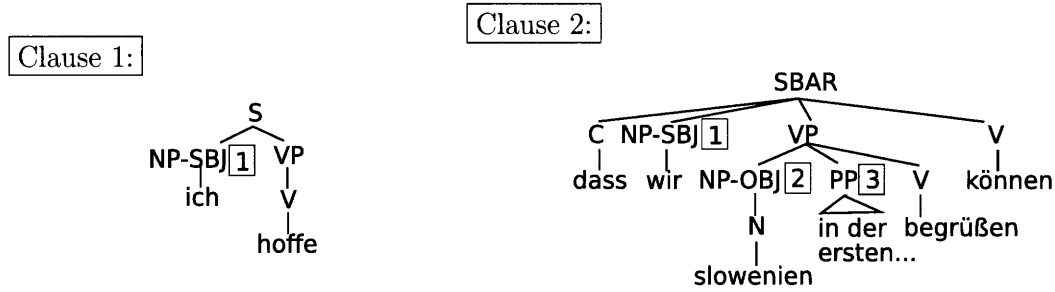 Clause 1:
S
NP-SBJ 1 VP
ich V
hoffe
Clause 2:
SBAR
C NP-SBJ 1 VP V
dass wir NP-OBJ 2 PP 3 V können
N in der begrüßen
ersten...
slowenien